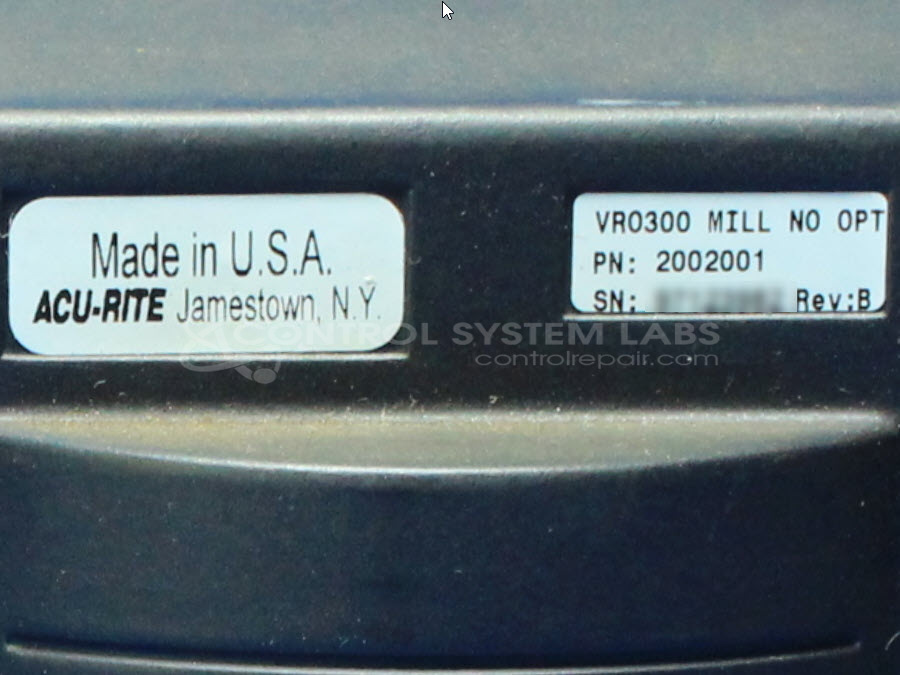 Made in U.S.A.
ACU-RITE Jamestown, N.Y.
VRO300 MILL NO OPT
PN: 2002001
SN: Rev:B
CONTROL SYSTEM LABS
controlrepair.com